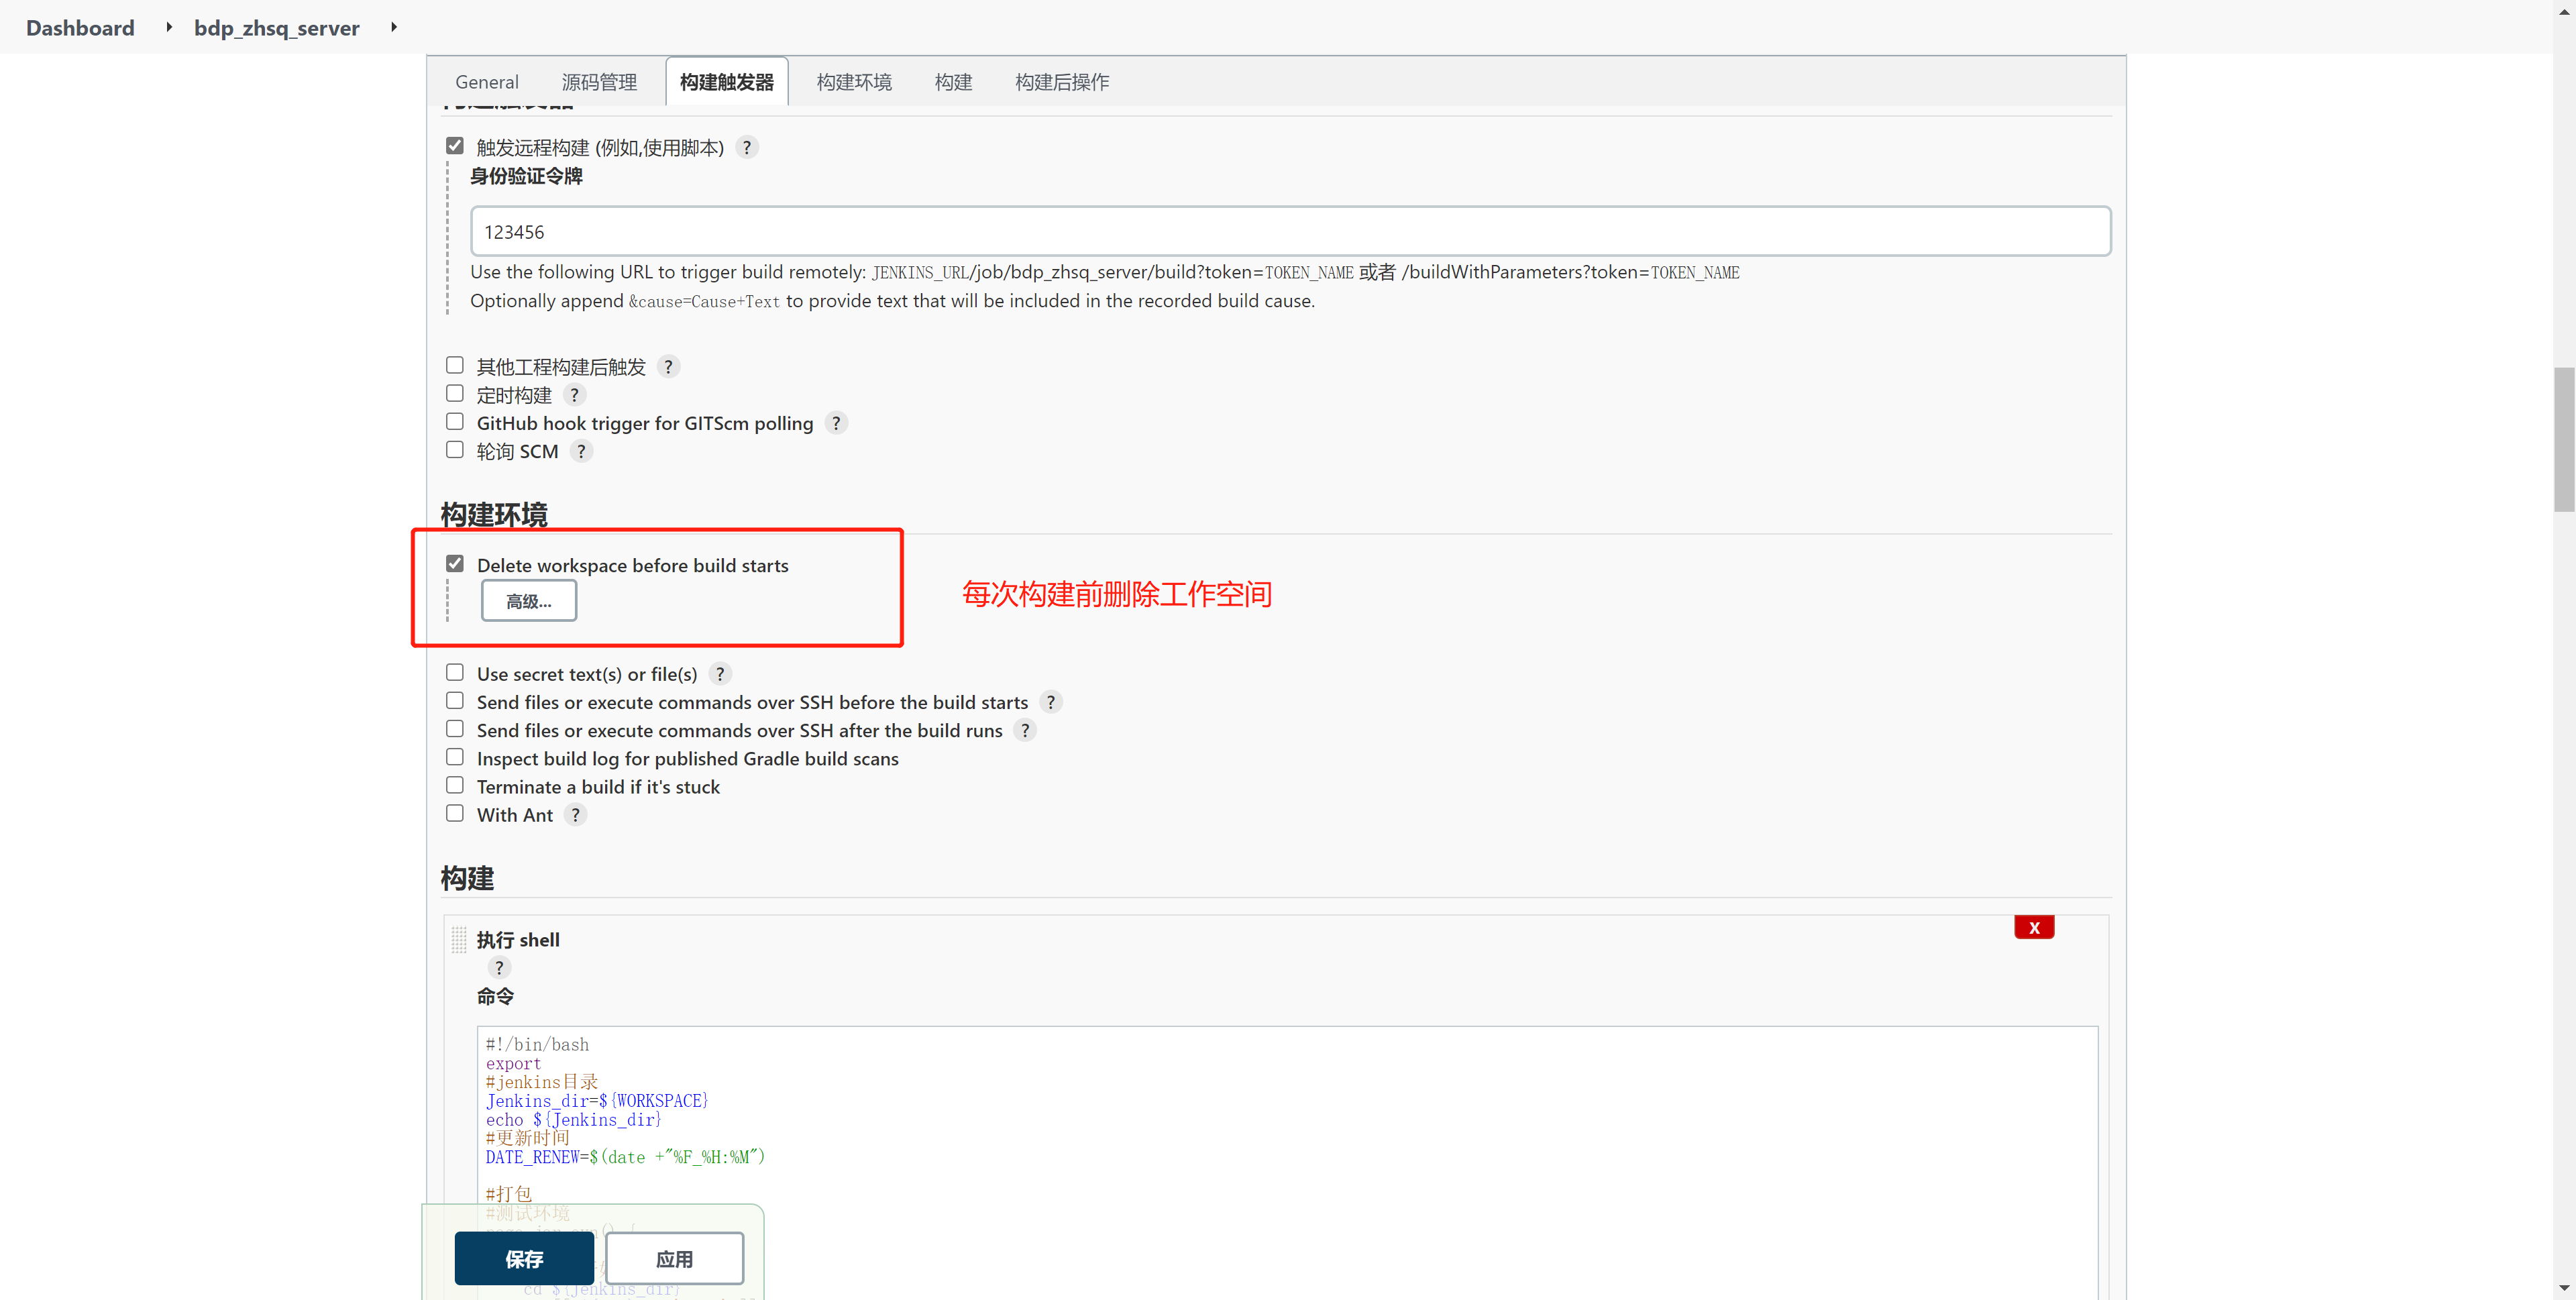 Dashboard
bdp_zhsq_server
General 源码管理 构建触发器 构建环境 构建 构建后操作
触发远程构建 (例如,使用脚本) ?
身份验证令牌
123456
Use the following URL to trigger build remotely: JENKINS_URL/job/bdp_zhsq_server/build?token=TOKEN_NAME 或者 /buildWithParameters?token=TOKEN_NAME
Optionally append &cause=Cause+Text to provide text that will be included in the recorded build cause.
其他工程构建后触发 ?
定时构建 ?
GitHub hook trigger for GITScm polling ?
轮询 SCM ?
构建环境
Delete workspace before build starts
高级...
每次构建前删除工作空间
Use secret text(s) or file(s) ?
Send files or execute commands over SSH before the build starts ?
Send files or execute commands over SSH after the build runs ?
Inspect build log for published Gradle build scans
Terminate a build if it's stuck
With Ant ?
构建
X
执行 shell
?
命令
#!/bin/bash
export
#jenkins目录
Jenkins_dir=${WORKSPACE}
echo ${Jenkins_dir}
#更新时间
DATE_RENEW=$(date +"%F_%H:%M")
#打包
#测试环境
保存 应用
cd ${Jenkins_dir}